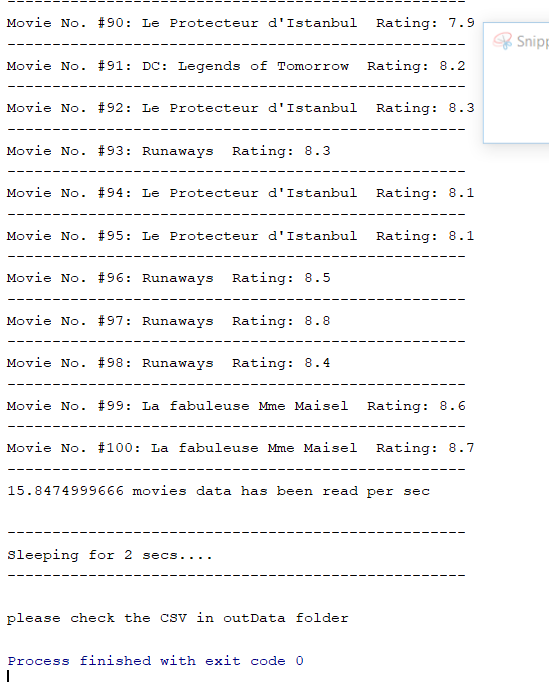 --------------------------------------------------
Movie No. #90: Le Protecteur d'Istanbul  Rating: 7.9
---------------------------------------------------
Movie No. #91: DC: Legends of Tomorrow  Rating: 8.2
---------------------------------------------------
Movie No. #92: Le Protecteur d'Istanbul  Rating: 8.3
---------------------------------------------------
Movie No. #93: Runaways  Rating: 8.3
---------------------------------------------------
Movie No. #94: Le Protecteur d'Istanbul  Rating: 8.1
---------------------------------------------------
Movie No. #95: Le Protecteur d'Istanbul  Rating: 8.1
---------------------------------------------------
Movie No. #96: Runaways  Rating: 8.5
---------------------------------------------------
Movie No. #97: Runaways  Rating: 8.8
---------------------------------------------------
Movie No. #98: Runaways  Rating: 8.4
---------------------------------------------------
Movie No. #99: La fabuleuse Mme Maisel  Rating: 8.6
---------------------------------------------------
Movie No. #100: La fabuleuse Mme Maisel  Rating: 8.7
---------------------------------------------------
15.8474999666 movies data has been read per sec
---------------------------------------------------
Sleeping for 2 secs....
---------------------------------------------------
please check the CSV in outData folder
Process finished with exit code 0